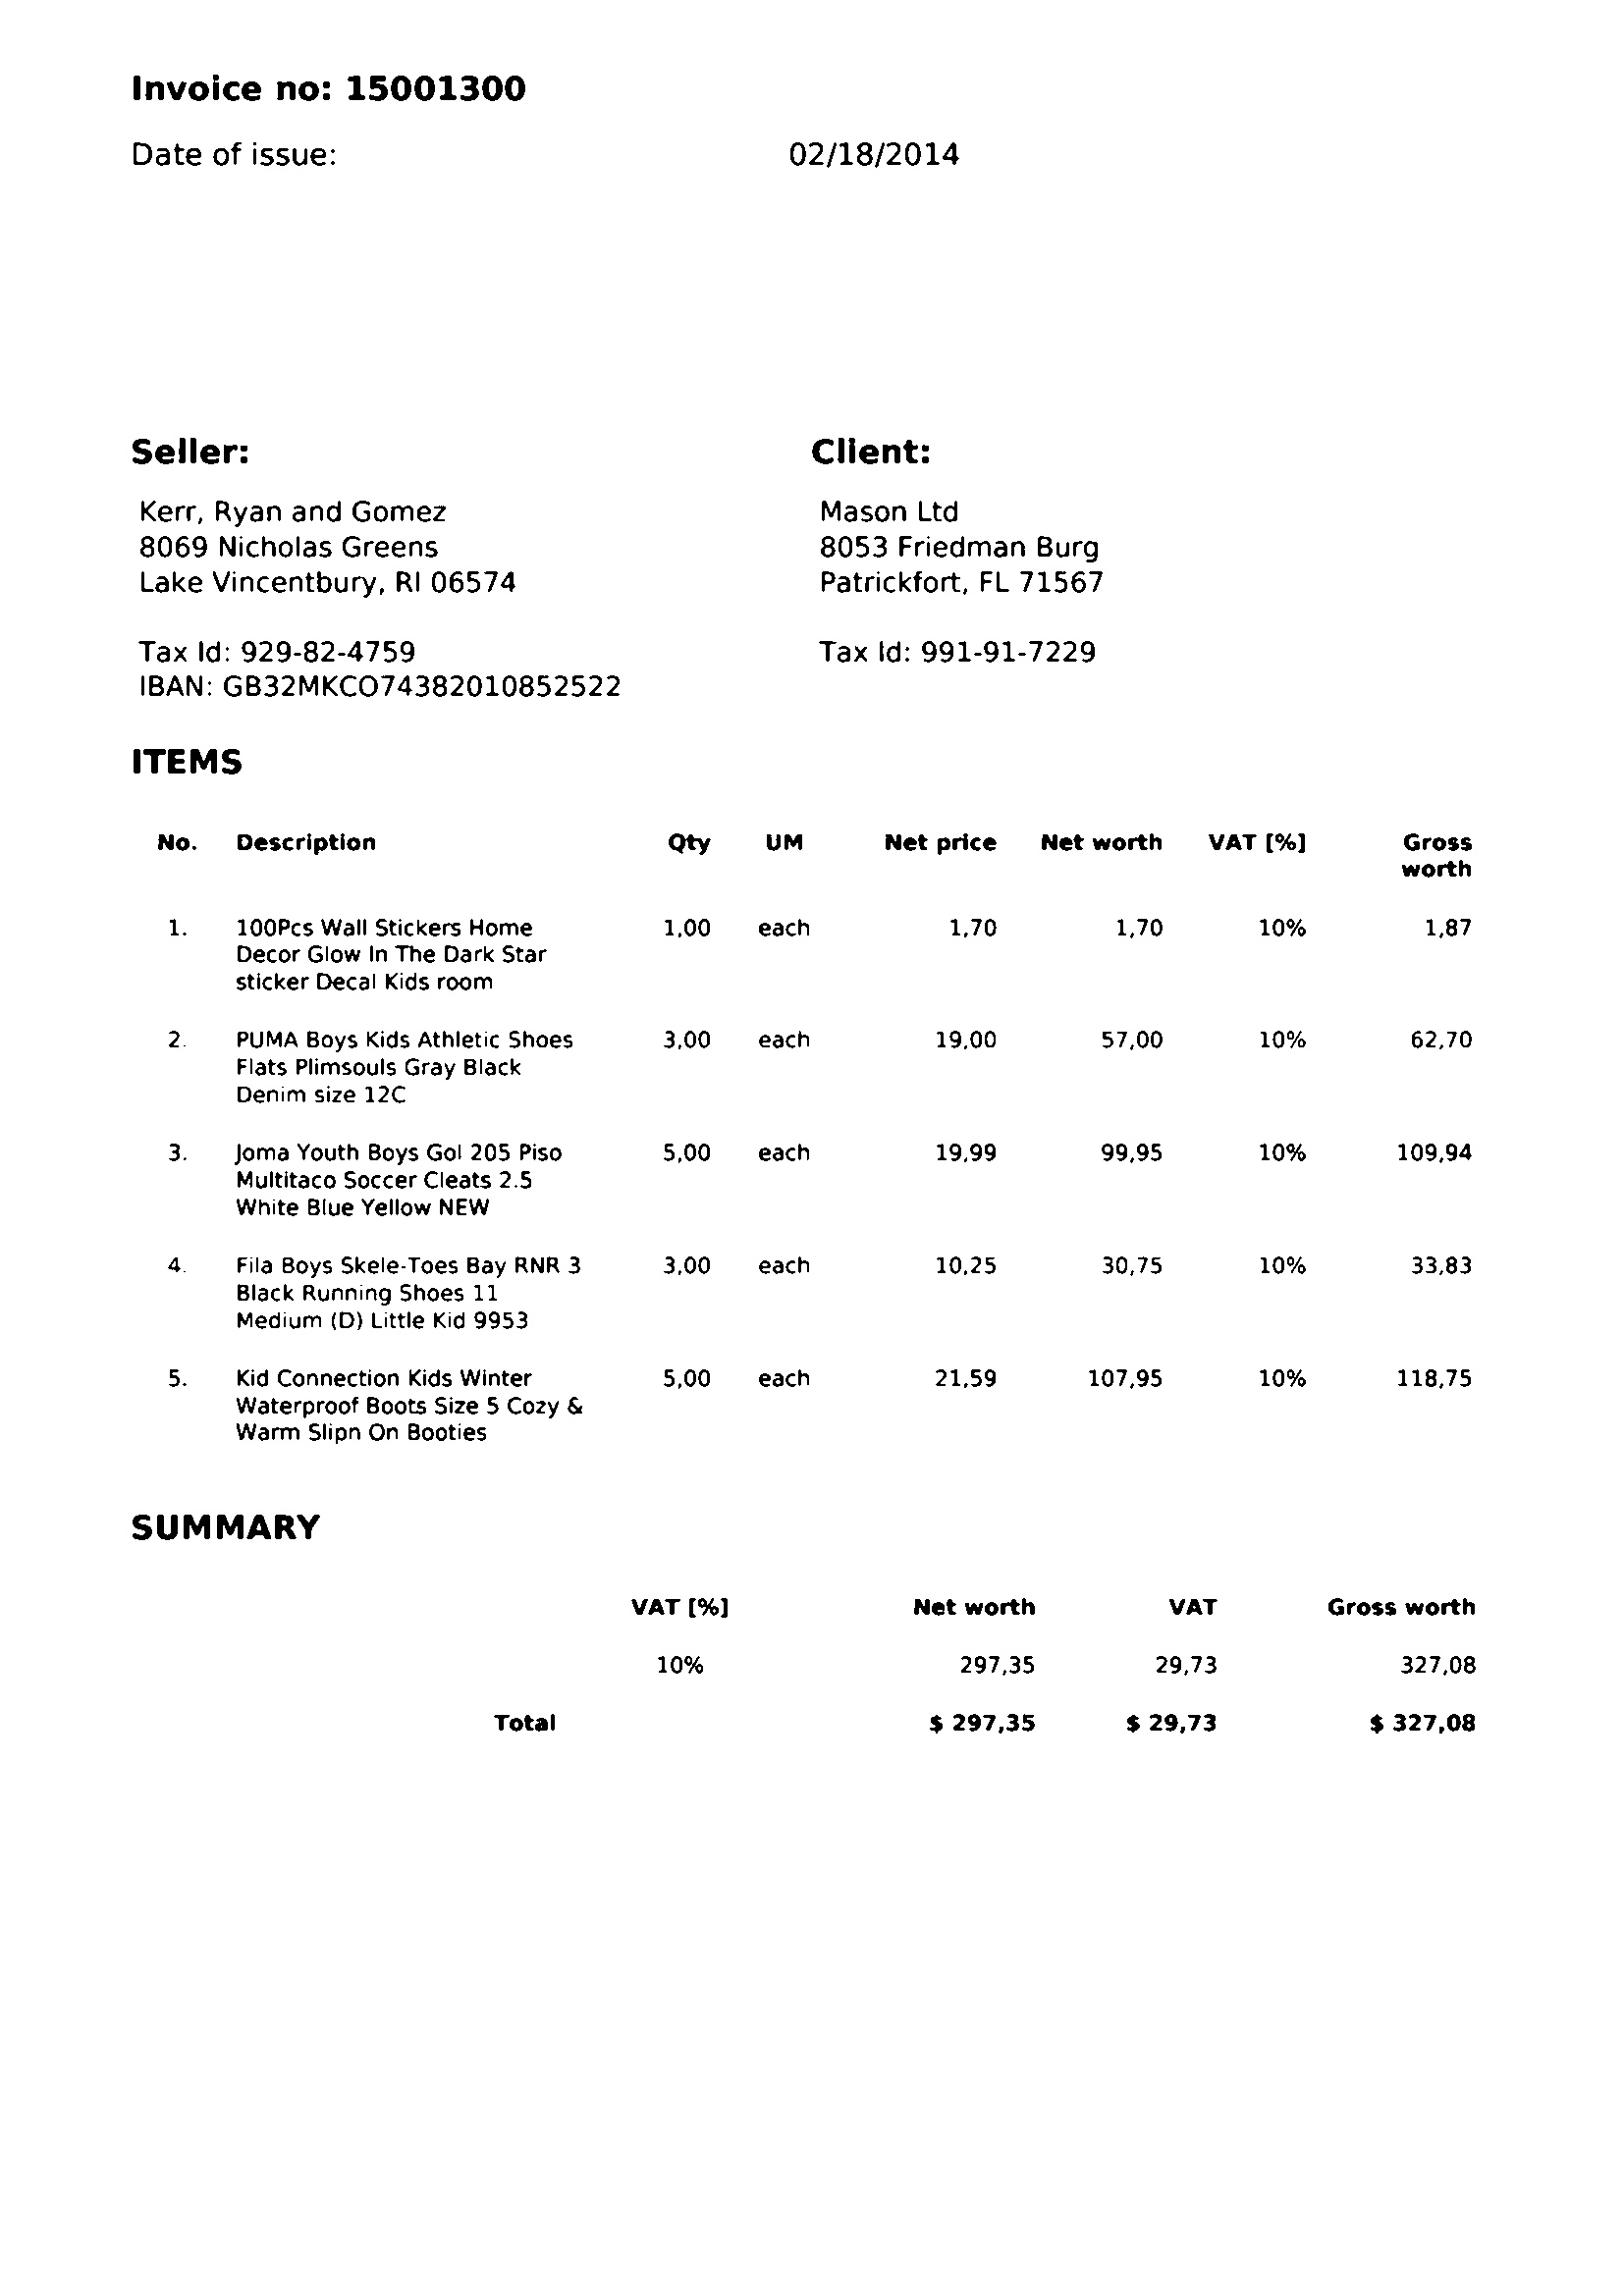 Invoice no: 15001300
Date of issue: 02/18/2014
Seller:
Kerr, Ryan and Gomez
8069 Nicholas Greens
Lake Vincentbury, RI 06574
Tax Id: 929-82-4759
IBAN: GB32MKCO74382010852522
Client:
Mason Ltd
8053 Friedman Burg
Patrickfort, FL 71567
Tax Id: 991-91-7229
ITEMS
No. Description Qty UM Net price Net worth VAT [%] Gross
worth
1. 100Pcs Wall Stickers Home 1,00 each 1,70 1,70 10% 1,87
Decor Glow In The Dark Star
sticker Decal Kids room
2. PUMA Boys Kids Athletic Shoes 3,00 each 19,00 57,00 10% 62,70
Flats Plimsouls Gray Black
Denim size 12C
3. Joma Youth Boys Gol 205 Piso 5,00 each 19,99 99,95 10% 109,94
Multitaco Soccer Cleats 2.5
White Blue Yellow NEW
4. Fila Boys Skele-Toes Bay RNR 3 3,00 each 10,25 30,75 10% 33,83
Black Running Shoes 11
Medium (D) Little Kid 9953
5. Kid Connection Kids Winter 5,00 each 21,59 107,95 10% 118,75
Waterproof Boots Size 5 Cozy &
Warm Slipn On Booties
SUMMARY
VAT [%] Net worth VAT Gross worth
10% 297,35 29,73 327,08
Total $ 297,35 $ 29,73 $ 327,08